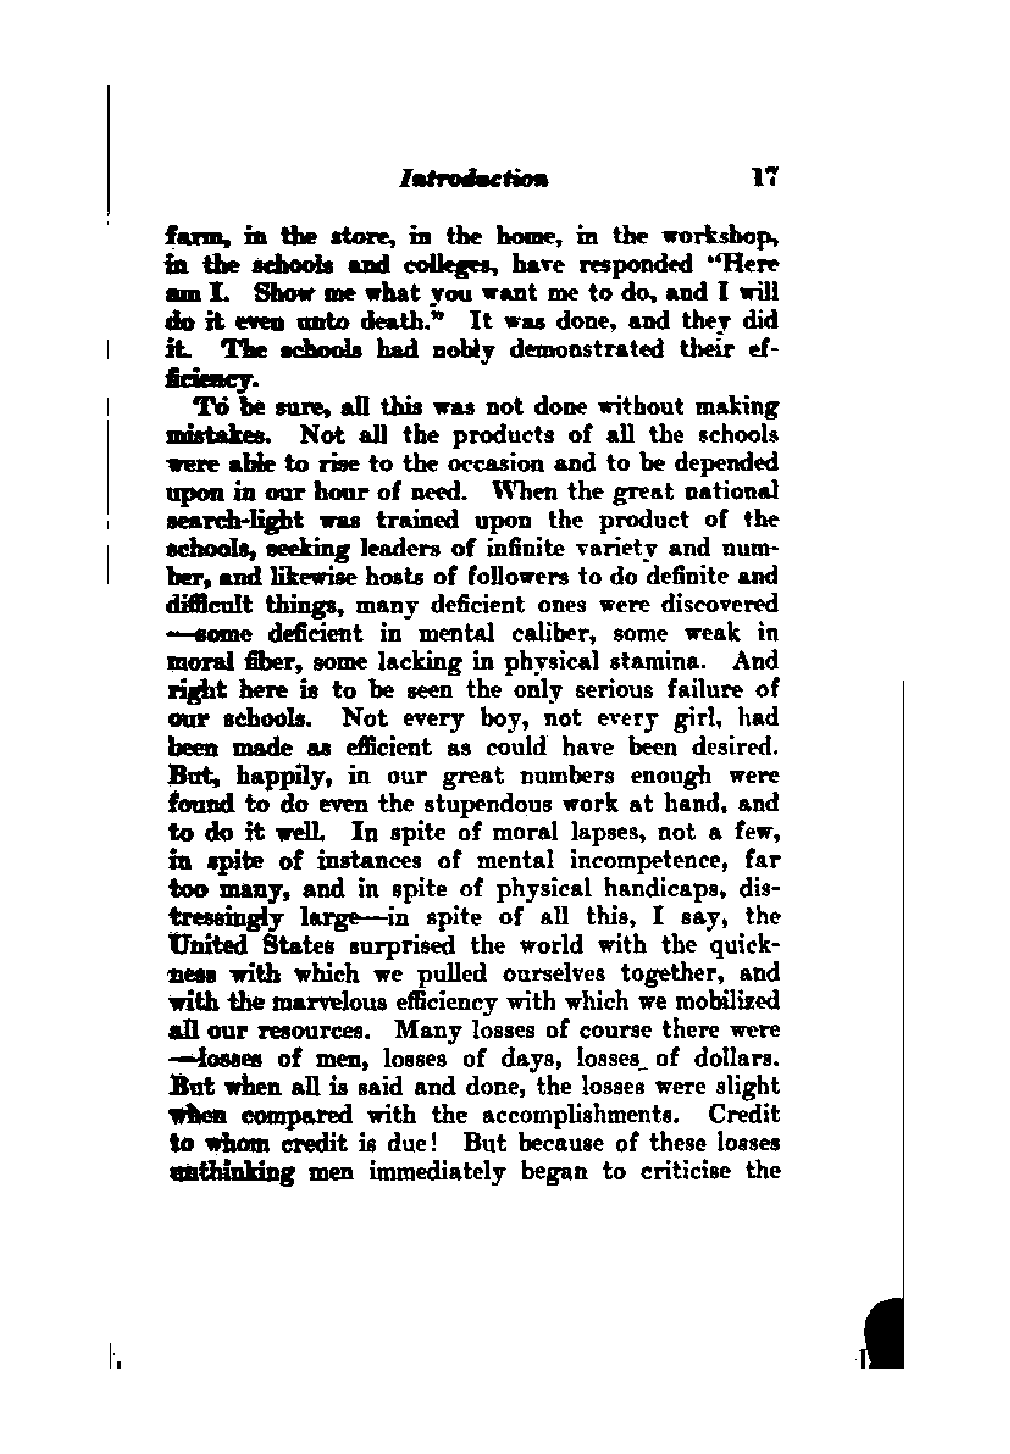 Introduction 17
farm, in the store, in the home, in the workshop,
in the schools and colleges, have responded “Here
am I. Show me what you want me to do, and I will
do it even unto death.” It was done, and they did
it. The schools had nobly demonstrated their ef-
ficiency.
To be sure, all this was not done without making
mistakes. Not all the products of all the schools
were able to rise to the occasion and to be depended
upon in our hour of need. When the great national
search-light was trained upon the product of the
schools, seeking leaders of infinite variety and num-
ber, and likewise hosts of followers to do definite and
difficult things, many deficient ones were discovered
—some deficient in mental caliber, some weak in
moral fiber, some lacking in physical stamina. And
right here is to be seen the only serious failure of
our schools. Not every boy, not every girl, had
been made as efficient as could have been desired.
But, happily, in our great numbers enough were
found to do even the stupendous work at hand, and
to do it well. In spite of moral lapses, not a few,
in spite of instances of mental incompetence, far
too many, and in spite of physical handicaps, dis-
tressingly large—in spite of all this, I say, the
United States surprised the world with the quick-
ness with which we pulled ourselves together, and
with the marvelous efficiency with which we mobilized
all our resources. Many losses of course there were
—losses of men, losses of days, losses of dollars.
But when all is said and done, the losses were slight
when compared with the accomplishments. Credit
to whom credit is due! But because of these losses
unthinking men immediately began to criticise the